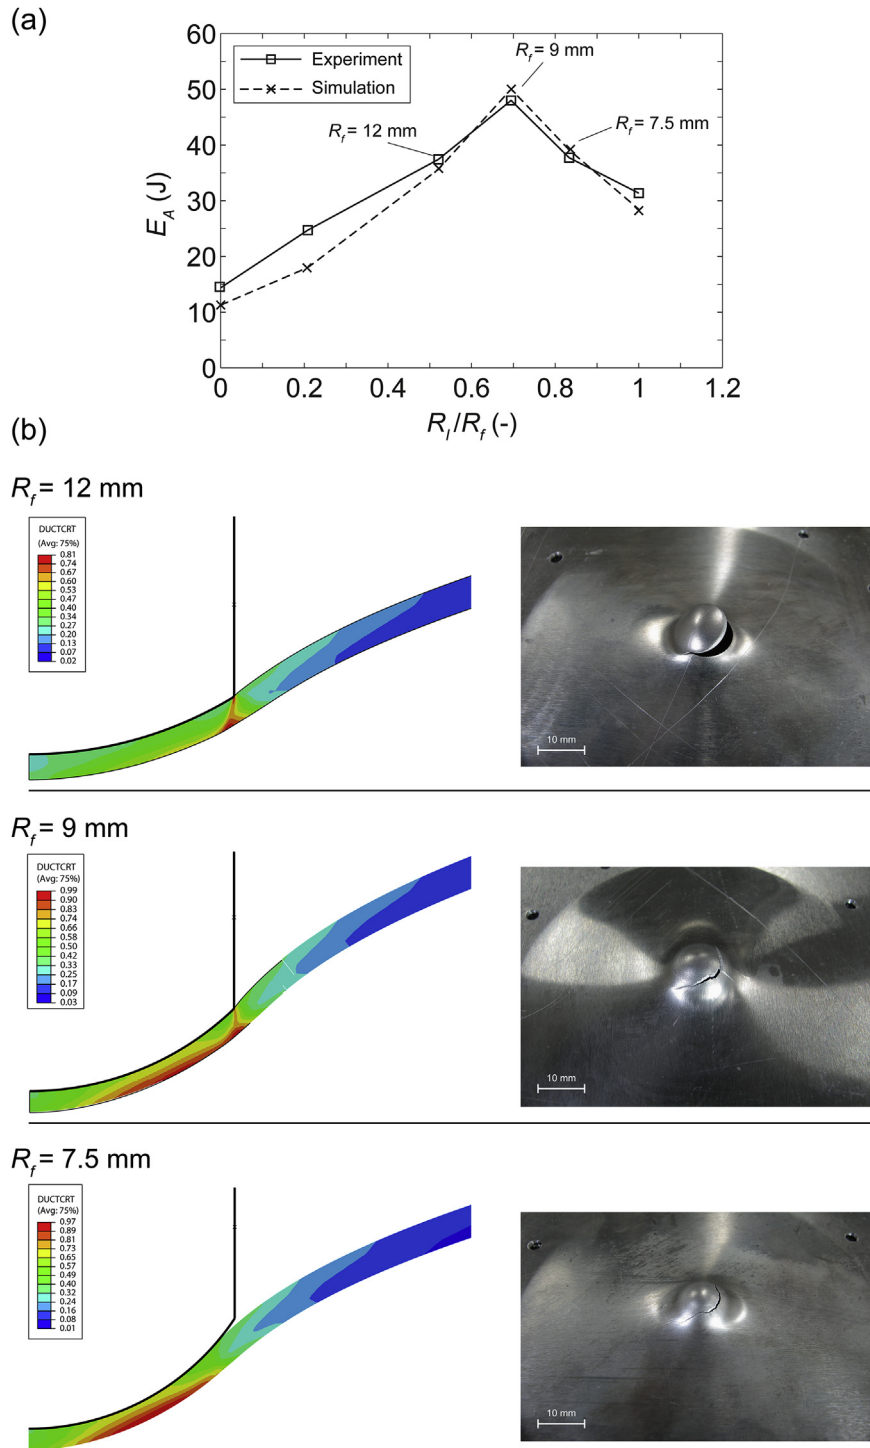 (a)
60
50
40
30
20
10
0
E_A (J)
Experiment
Simulation
R_f = 9 mm
R_f = 12 mm
R_f = 7.5 mm
0 0.2 0.4 0.6 0.8 1 1.2
R_I/R_f (-)
(b)
R_f = 12 mm
DUCTCRT
(Avg: 75%)
0.81
0.74
0.67
0.60
0.53
0.47
0.40
0.34
0.27
0.20
0.13
0.07
0.02
10 mm
R_f = 9 mm
DUCTCRT
(Avg: 75%)
0.99
0.90
0.83
0.74
0.66
0.58
0.50
0.42
0.33
0.25
0.17
0.09
0.03
10 mm
R_f = 7.5 mm
DUCTCRT
(Avg: 75%)
0.97
0.89
0.81
0.73
0.65
0.57
0.49
0.40
0.32
0.24
0.16
0.08
0.01
10 mm